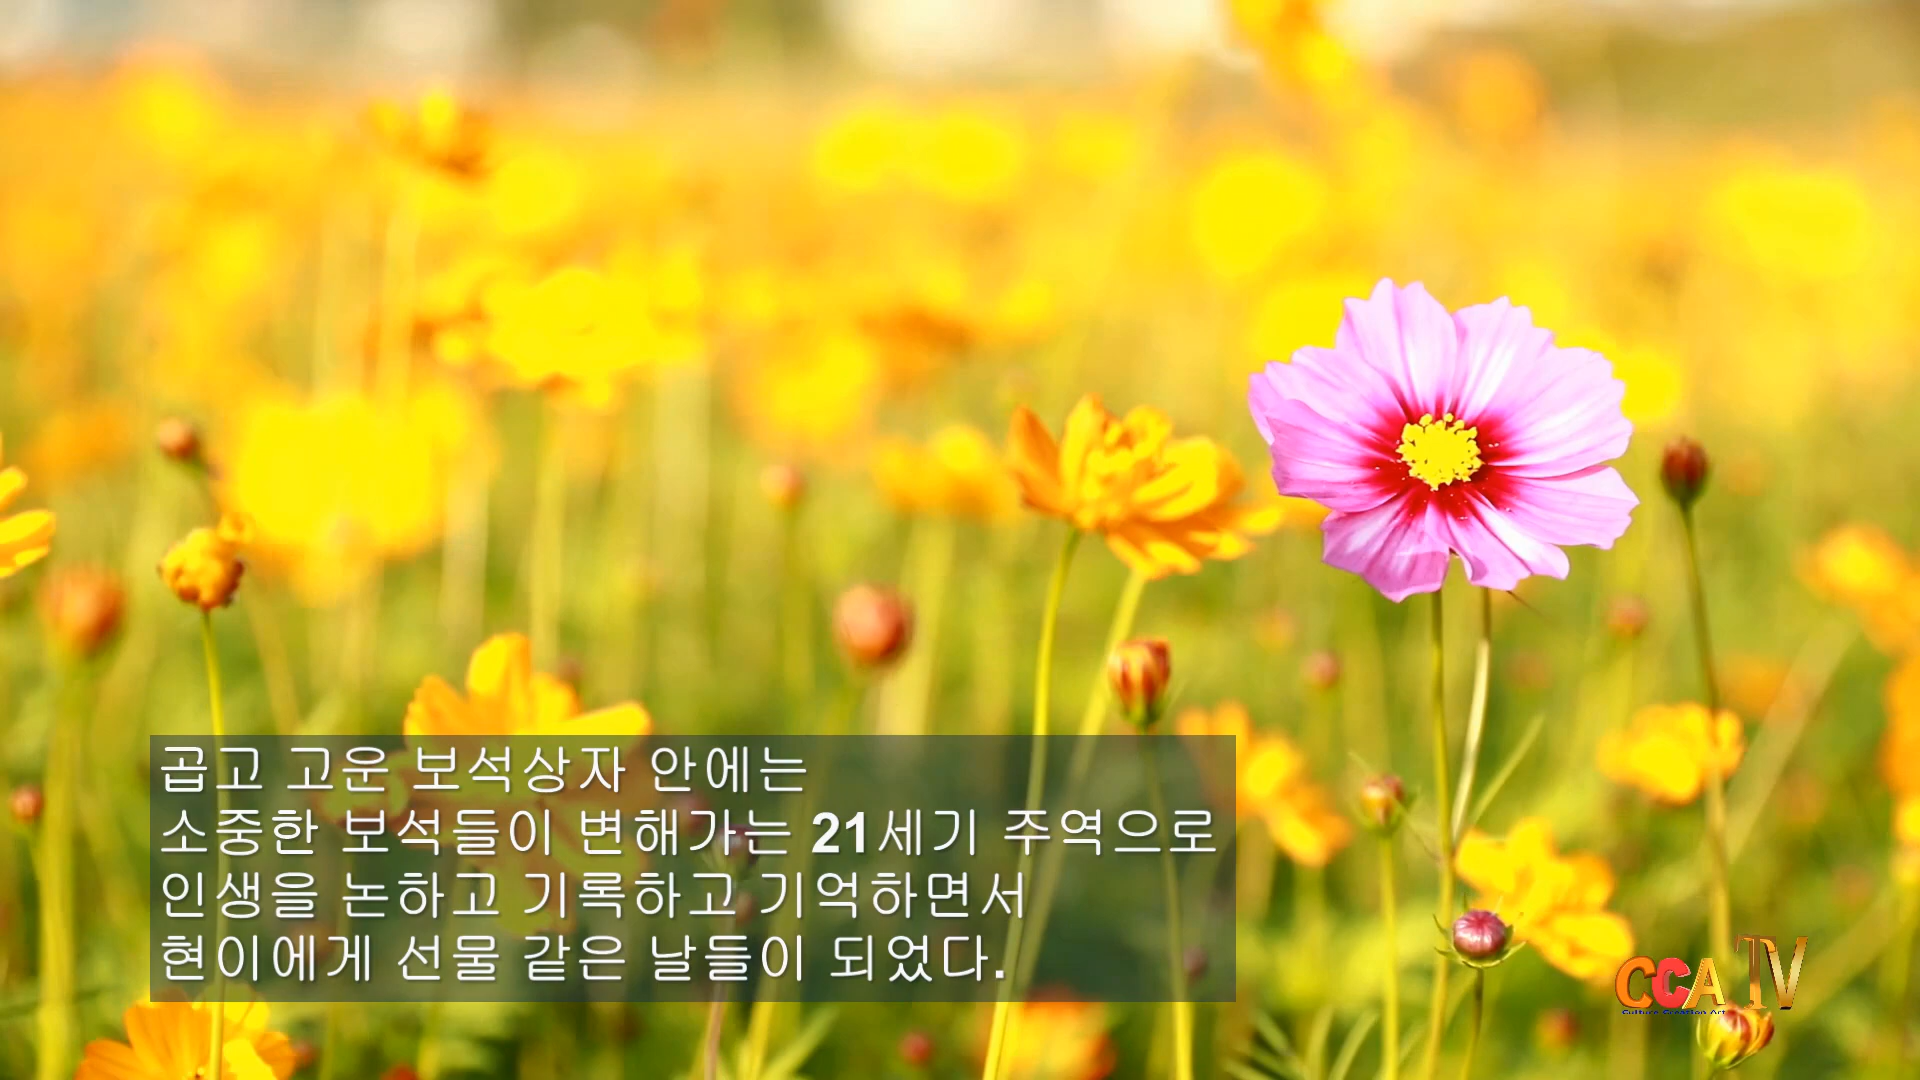 곱고 고운 보석상자 안에는
소중한 보석들이 변해가는 21세기 주역으로
인생을 논하고 기록하고 기억하면서
현이에게 선물 같은 날들이 되었다.
CCA TV
Culture Creation Art